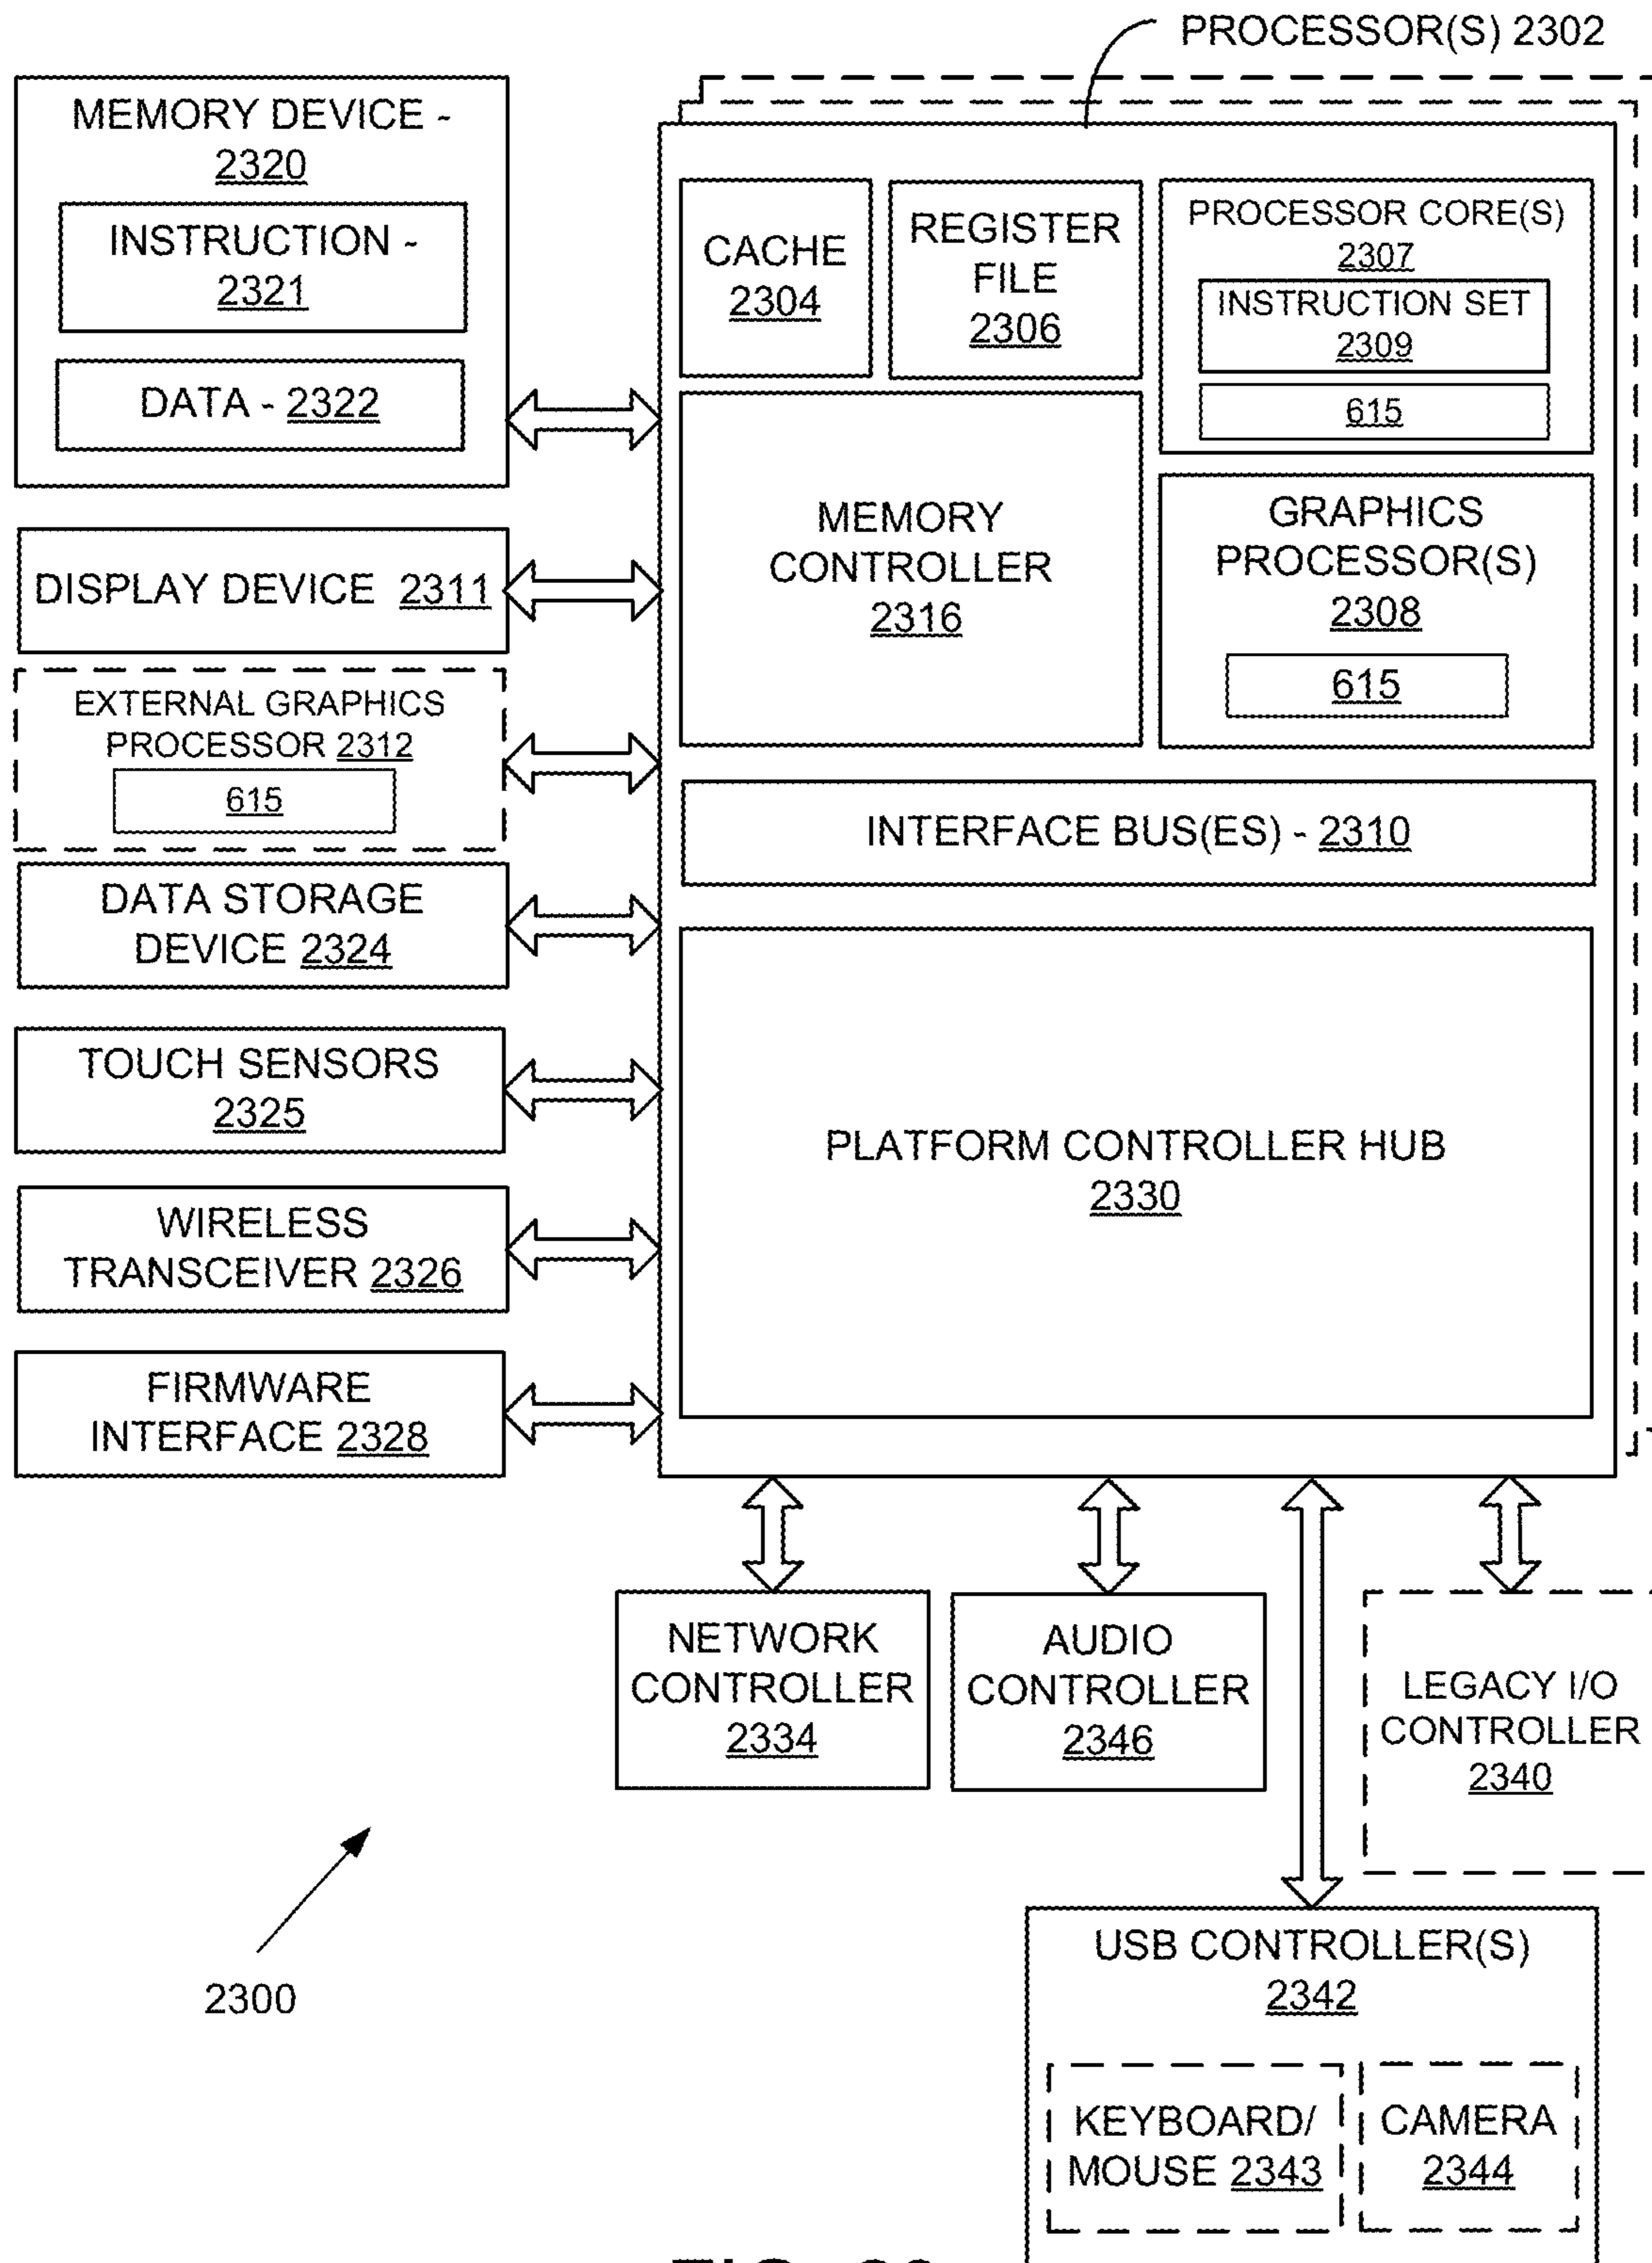 PROCESSOR(S) 2302
MEMORY DEVICE -
2320
INSTRUCTION -
2321
DATA - 2322
DISPLAY DEVICE 2311
EXTERNAL GRAPHICS
PROCESSOR 2312
615
DATA STORAGE
DEVICE 2324
TOUCH SENSORS
2325
WIRELESS
TRANSCEIVER 2326
FIRMWARE
INTERFACE 2328
CACHE
2304
REGISTER
FILE
2306
PROCESSOR CORE(S)
2307
INSTRUCTION SET
2309
615
MEMORY
CONTROLLER
2316
GRAPHICS
PROCESSOR(S)
2308
615
INTERFACE BUS(ES) - 2310
PLATFORM CONTROLLER HUB
2330
NETWORK
CONTROLLER
2334
AUDIO
CONTROLLER
2346
LEGACY I/O
CONTROLLER
2340
2300
USB CONTROLLER(S)
2342
KEYBOARD/
MOUSE 2343
CAMERA
2344